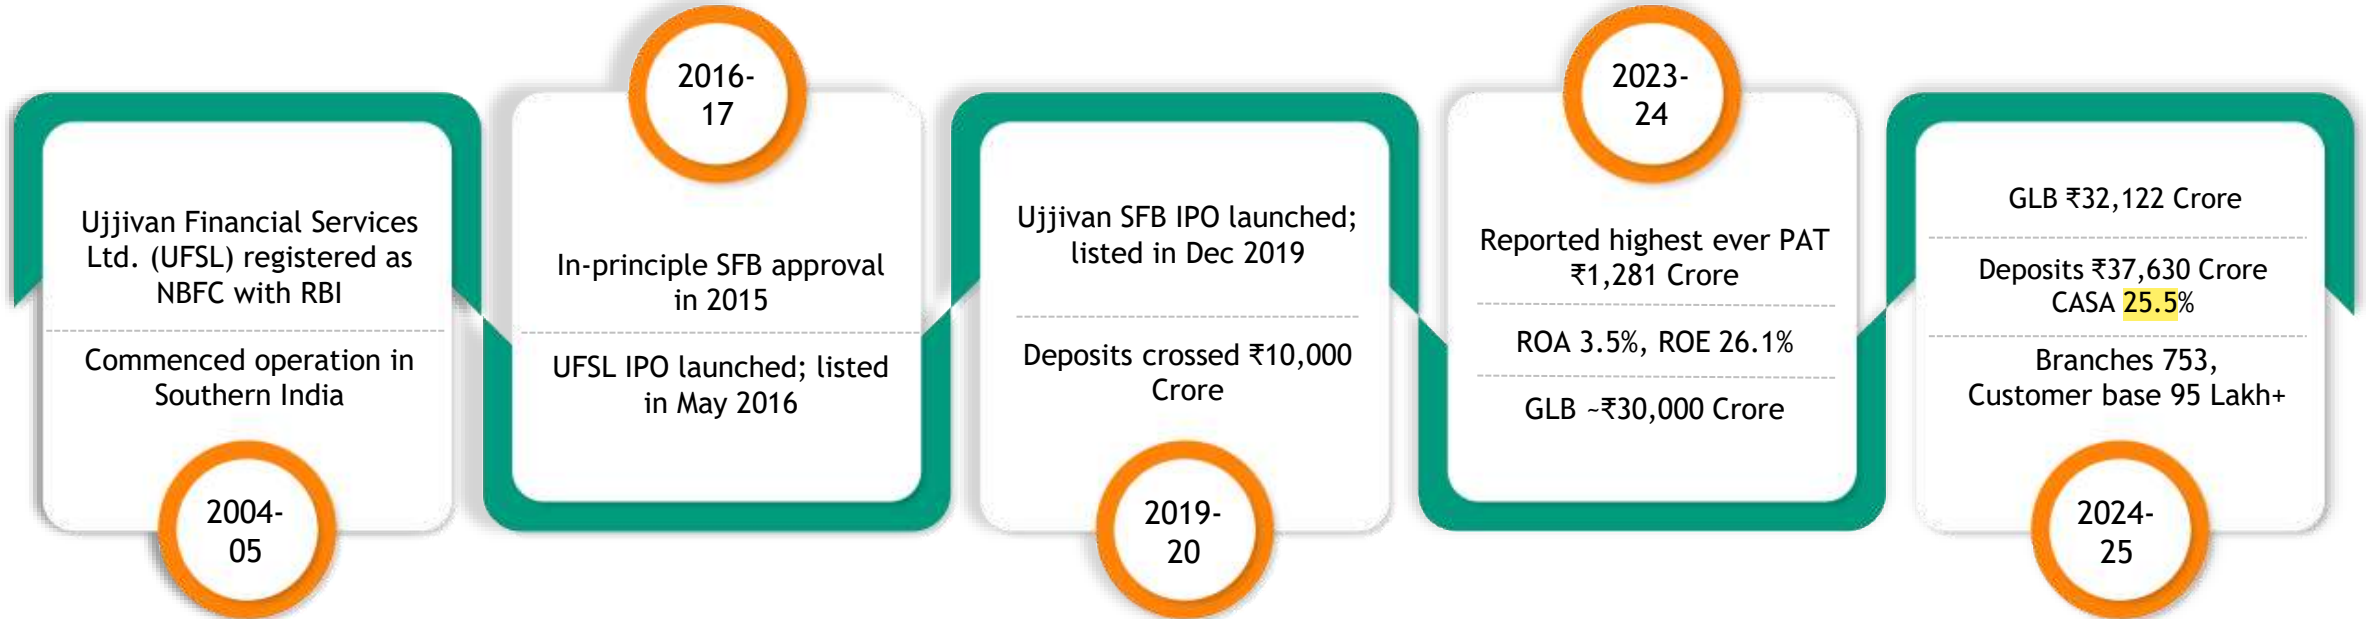 Ujjivan Financial Services
Ltd. (UFSL) registered as
NBFC with RBI
Commenced operation in
Southern India
2004-
05
2016-
17
In-principle SFB approval
in 2015
UFSL IPO launched; listed
in May 2016
Ujjivan SFB IPO launched;
listed in Dec 2019
Deposits crossed ₹10,000
Crore
2019-
20
2023-
24
Reported highest ever PAT
₹1,281 Crore
ROA 3.5%, ROE 26.1%
GLB ~₹30,000 Crore
GLB ₹32,122 Crore
Deposits ₹37,630 Crore
CASA 25.5%
Branches 753,
Customer base 95 Lakh+
2024-
25